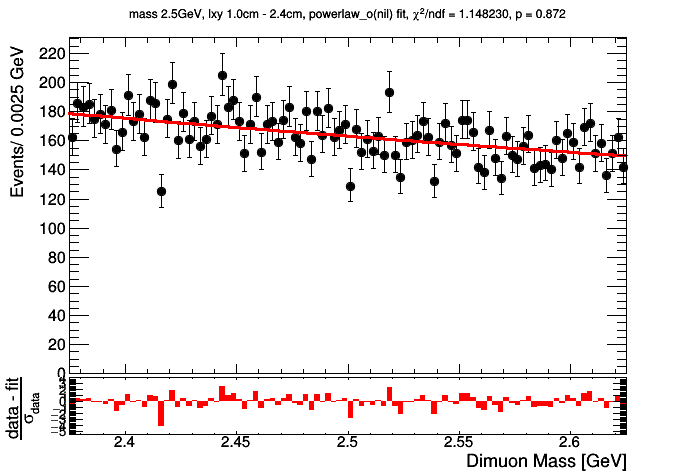 mass 2.5GeV, lxy 1.0cm - 2.4cm, powerlaw_o(nil) fit, χ²/ndf = 1.148230, p = 0.872
Events/ 0.0025 GeV
220
200
180
160
140
120
100
80
60
40
20
0
data - fit
σdata
2.4 2.45 2.5 2.55 2.6
Dimuon Mass [GeV]